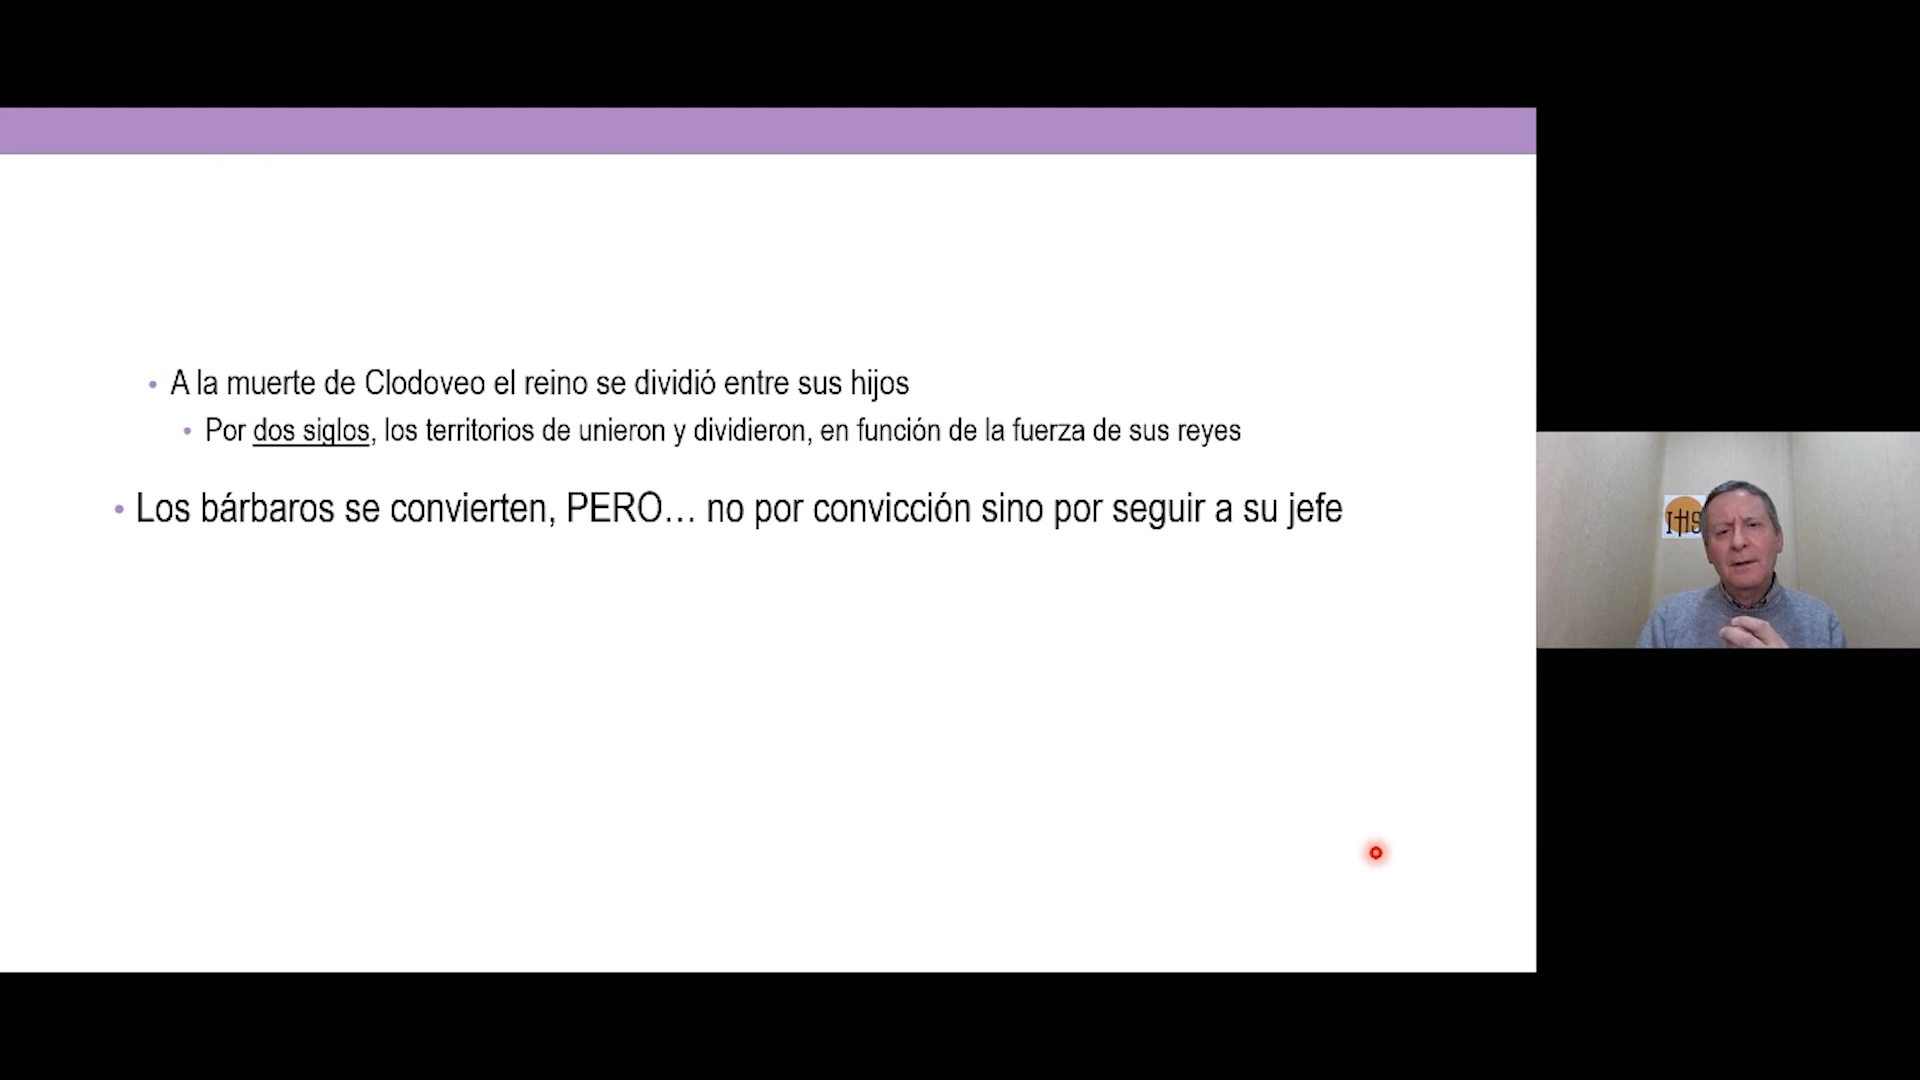 A la muerte de Clodoveo el reino se dividió entre sus hijos
Por dos siglos, los territorios de unieron y dividieron, en función de la fuerza de sus reyes
Los bárbaros se convierten, PERO… no por convicción sino por seguir a su jefe
IHS